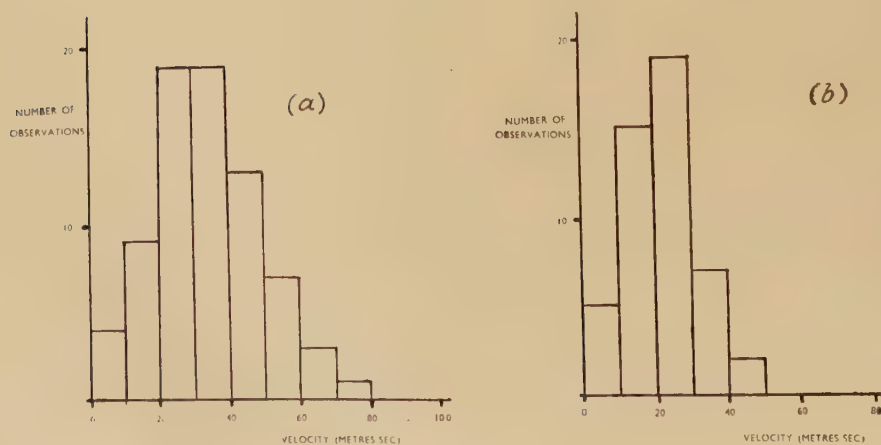 20
NUMBER OF
OBSERVATIONS
10
(a)
0 20 40 60 80 100
VELOCITY (METRES SEC)
20
NUMBER OF
OBSERVATIONS
10
(b)
0 20 40 60 80
VELOCITY (METRES SEC)